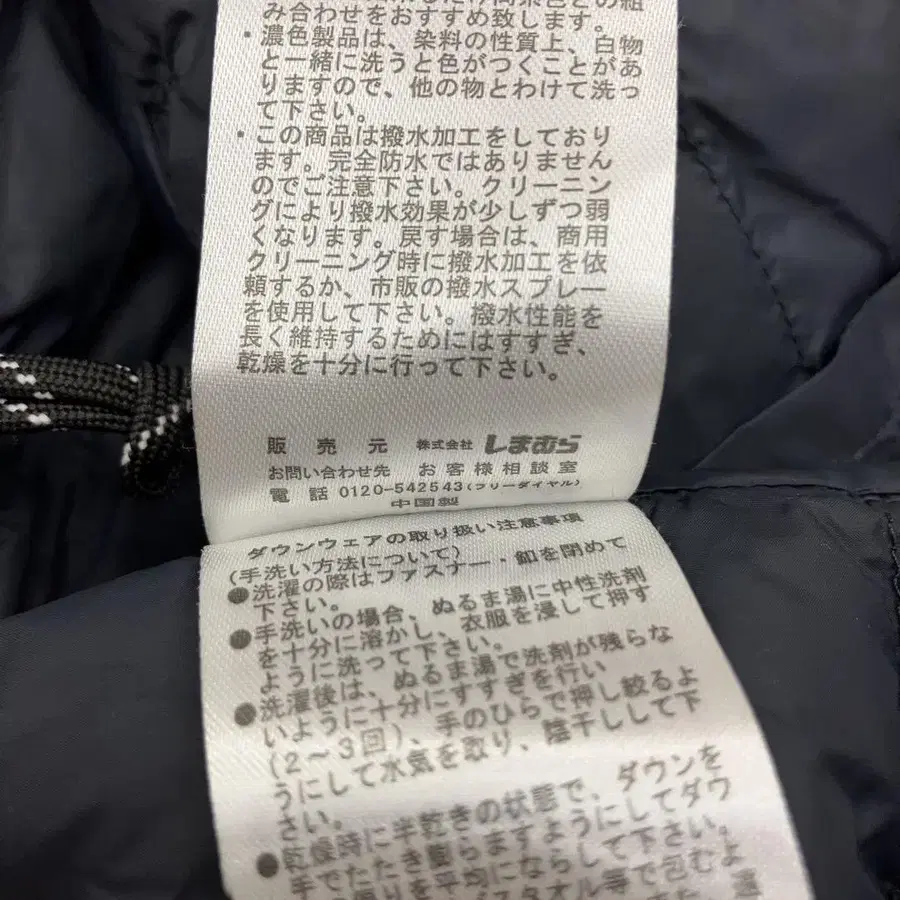 み合わせをおすすめ致します。
・濃色製品は、染料の性質上、白物
と一緒に洗うと色がつくことがあ
りますので、他の物とわけて洗っ
て下さい。
・この商品は撥水加工をしており
ます。完全防水ではありません
のでご注意下さい。クリーニン
グにより撥水効果が少しずつ弱
くなります。戻す場合は、商用
クリーニング時に撥水加工を依
頼するか、市販の撥水スプレー
を使用して下さい。撥水性能を
長く維持するためにはすすぎ、
乾燥を十分に行って下さい。
販売元 株式会社 しまむら
お問い合わせ先 お客様相談室
電話 0120-542543(フリーダイヤル)
中国製
ダウンウェアの取り扱い注意事項
(手洗い方法について)
●洗濯の際はファスナー・釦を閉めて
下さい。
●手洗いの場合、ぬるま湯に中性洗剤
を十分に溶かし、衣服を浸して押す
ように洗って下さい。
●洗濯後は、ぬるま湯で洗剤が残らな
いように十分にすすぎを行い
(2〜3回)、手のひらで押し絞るよ
うにして水気を取り、陰干しして下
さい。
●乾燥時に半乾きの状態で、ダウンを
手でたたき膨らますようにしてダウ